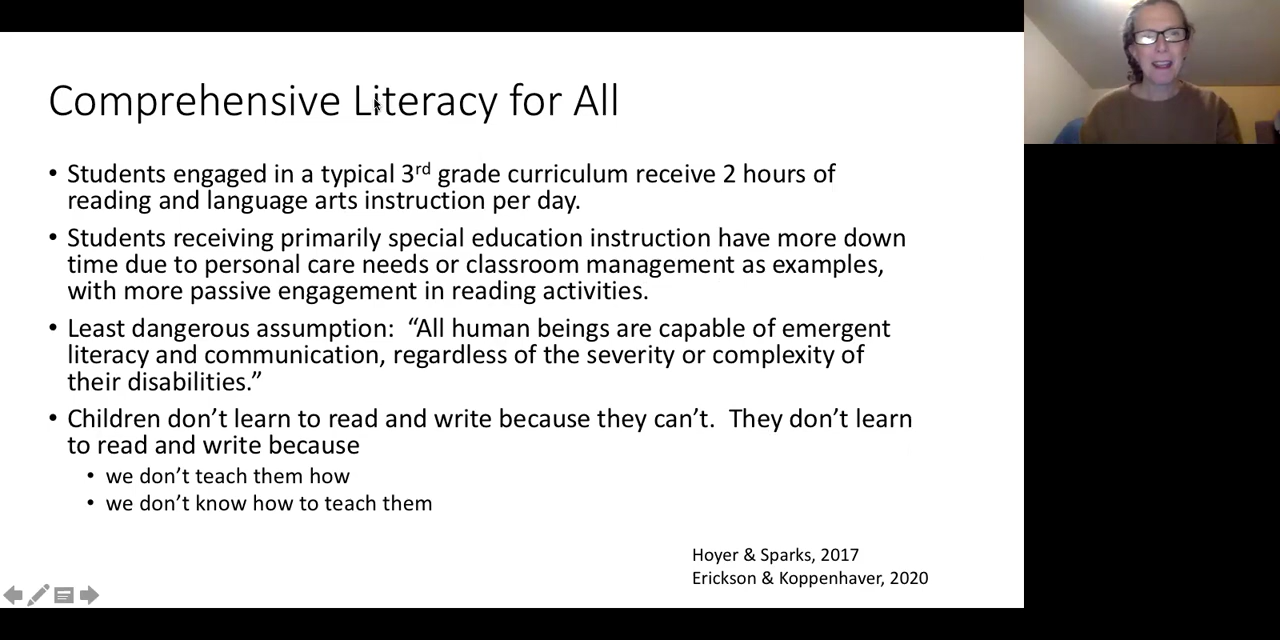 Comprehensive Literacy for All
• Students engaged in a typical 3rd grade curriculum receive 2 hours of
reading and language arts instruction per day.
• Students receiving primarily special education instruction have more down
time due to personal care needs or classroom management as examples,
with more passive engagement in reading activities.
• Least dangerous assumption:  “All human beings are capable of emergent
literacy and communication, regardless of the severity or complexity of
their disabilities.”
• Children don’t learn to read and write because they can’t.  They don’t learn
to read and write because
• we don’t teach them how
• we don’t know how to teach them
Hoyer & Sparks, 2017
Erickson & Koppenhaver, 2020